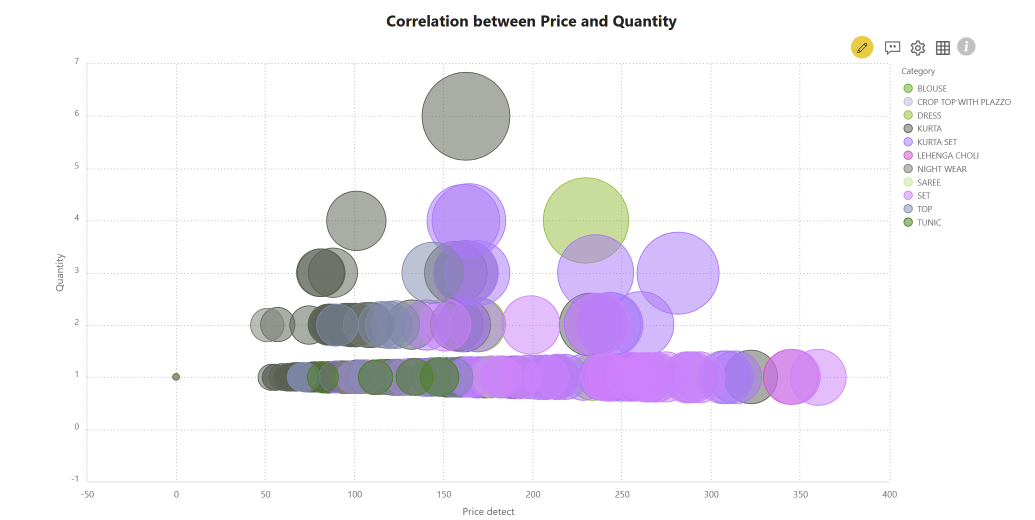 Correlation between Price and Quantity
i
Category
BLOUSE
CROP TOP WITH PLAZZO
DRESS
KURTA
KURTA SET
LEHENGA CHOLI
NIGHT WEAR
SAREE
SET
TOP
TUNIC
Quantity
7
6
5
4
3
2
1
0
-1
-50 0 50 100 150 200 250 300 350 400
Price detect